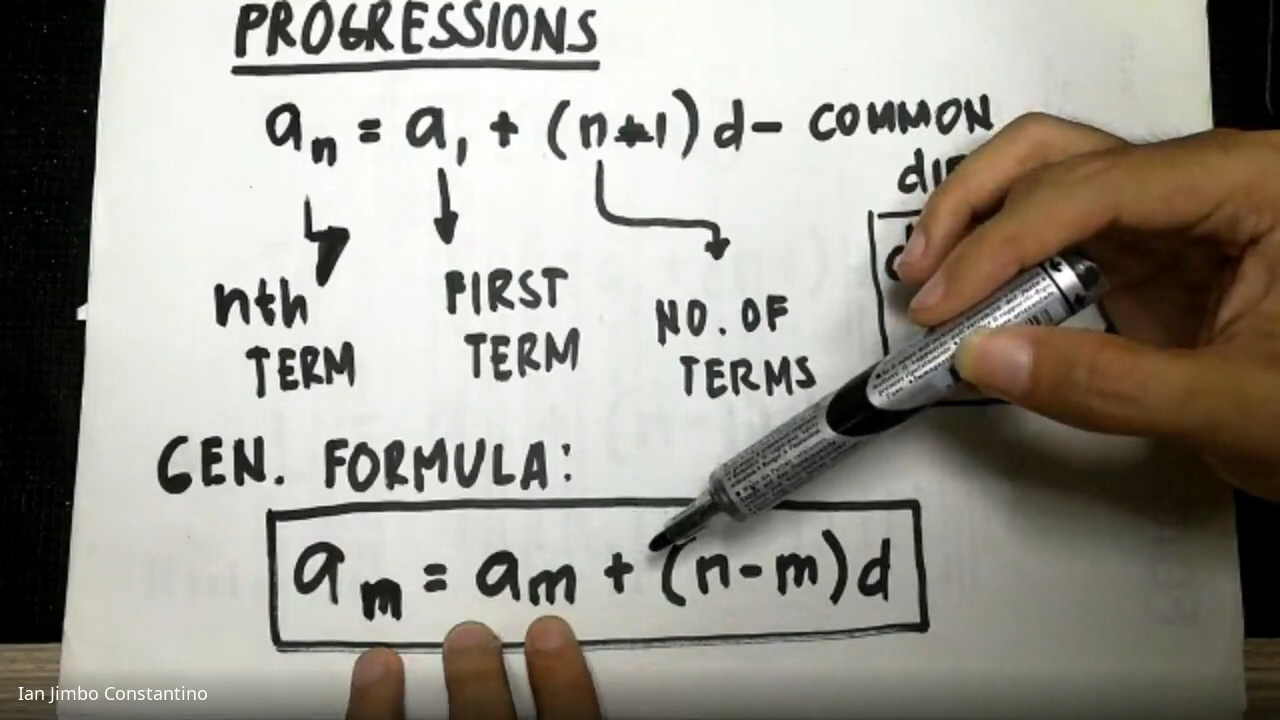 PROGRESSIONS
an = a1 + (n-1)d - COMMON
nth TERM
FIRST TERM
NO. OF TERMS
GEN. FORMULA:
am = am + (n-m)d
Ian Jimbo Constantino